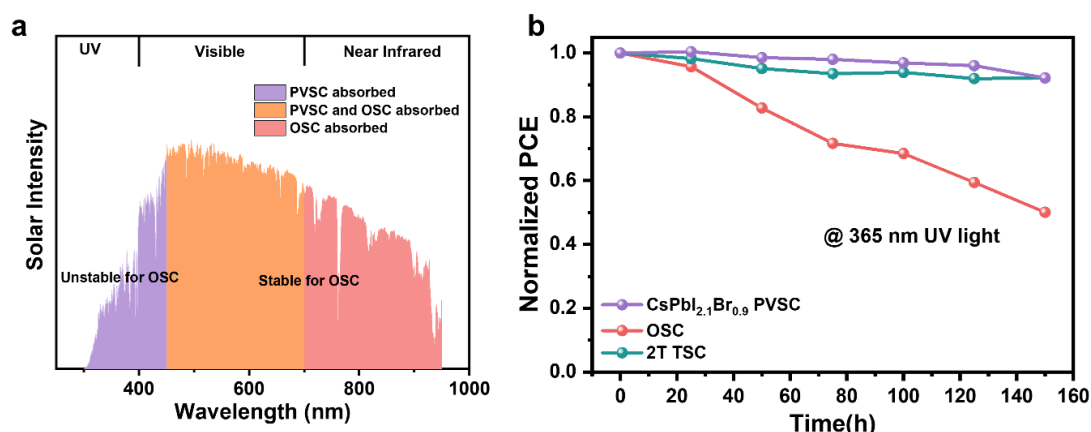 a
UV
Visible
Near Infrared
PVSC absorbed
PVSC and OSC absorbed
OSC absorbed
Solar Intensity
Unstable for OSC
Stable for OSC
400
600
800
1000
Wavelength (nm)
b
1.0
0.8
0.6
0.4
0.2
0.0
Normalized PCE
@ 365 nm UV light
CsPbI2.1Br0.9 PVSC
OSC
2T TSC
0
20
40
60
80
100
120
140
160
Time(h)